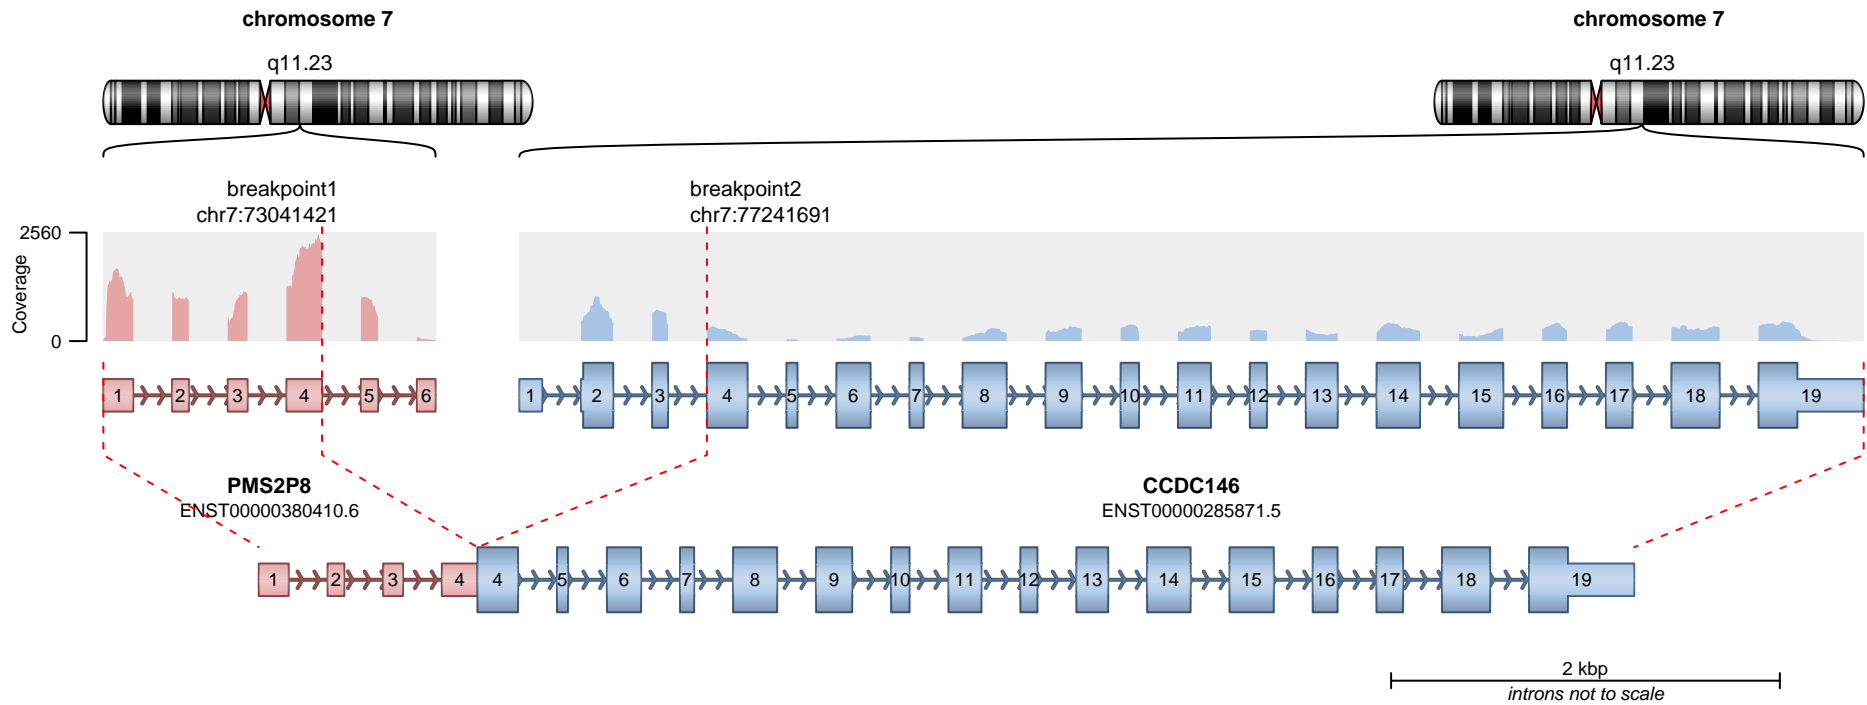 chromosome 7
chromosome 7
q11.23
q11.23
breakpoint1
chr7:73041421
breakpoint2
chr7:77241691
2560
0
Coverage
1 2 3 4 5 6
1 2 3 4 5 6 7 8 9 10 11 12 13 14 15 16 17 18 19
PMS2P8
ENST00000380410.6
CCDC146
ENST00000285871.5
1 2 3 4 4 5 6 7 8 9 10 11 12 13 14 15 16 17 18 19
2 kbp
introns not to scale